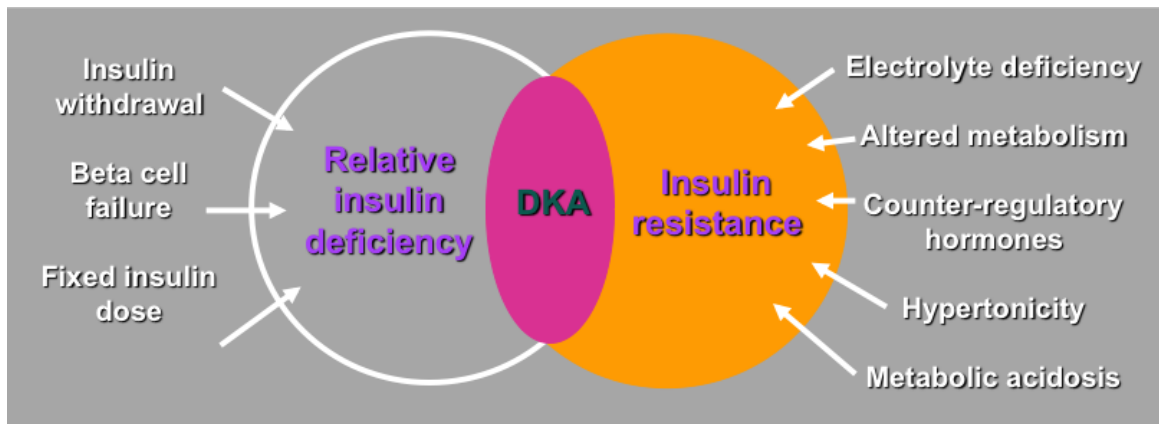 Insulin
withdrawal
Beta cell
failure
Fixed insulin
dose
Relative
insulin
deficiency
DKA
Insulin
resistance
Electrolyte deficiency
Altered metabolism
Counter-regulatory
hormones
Hypertonicity
Metabolic acidosis